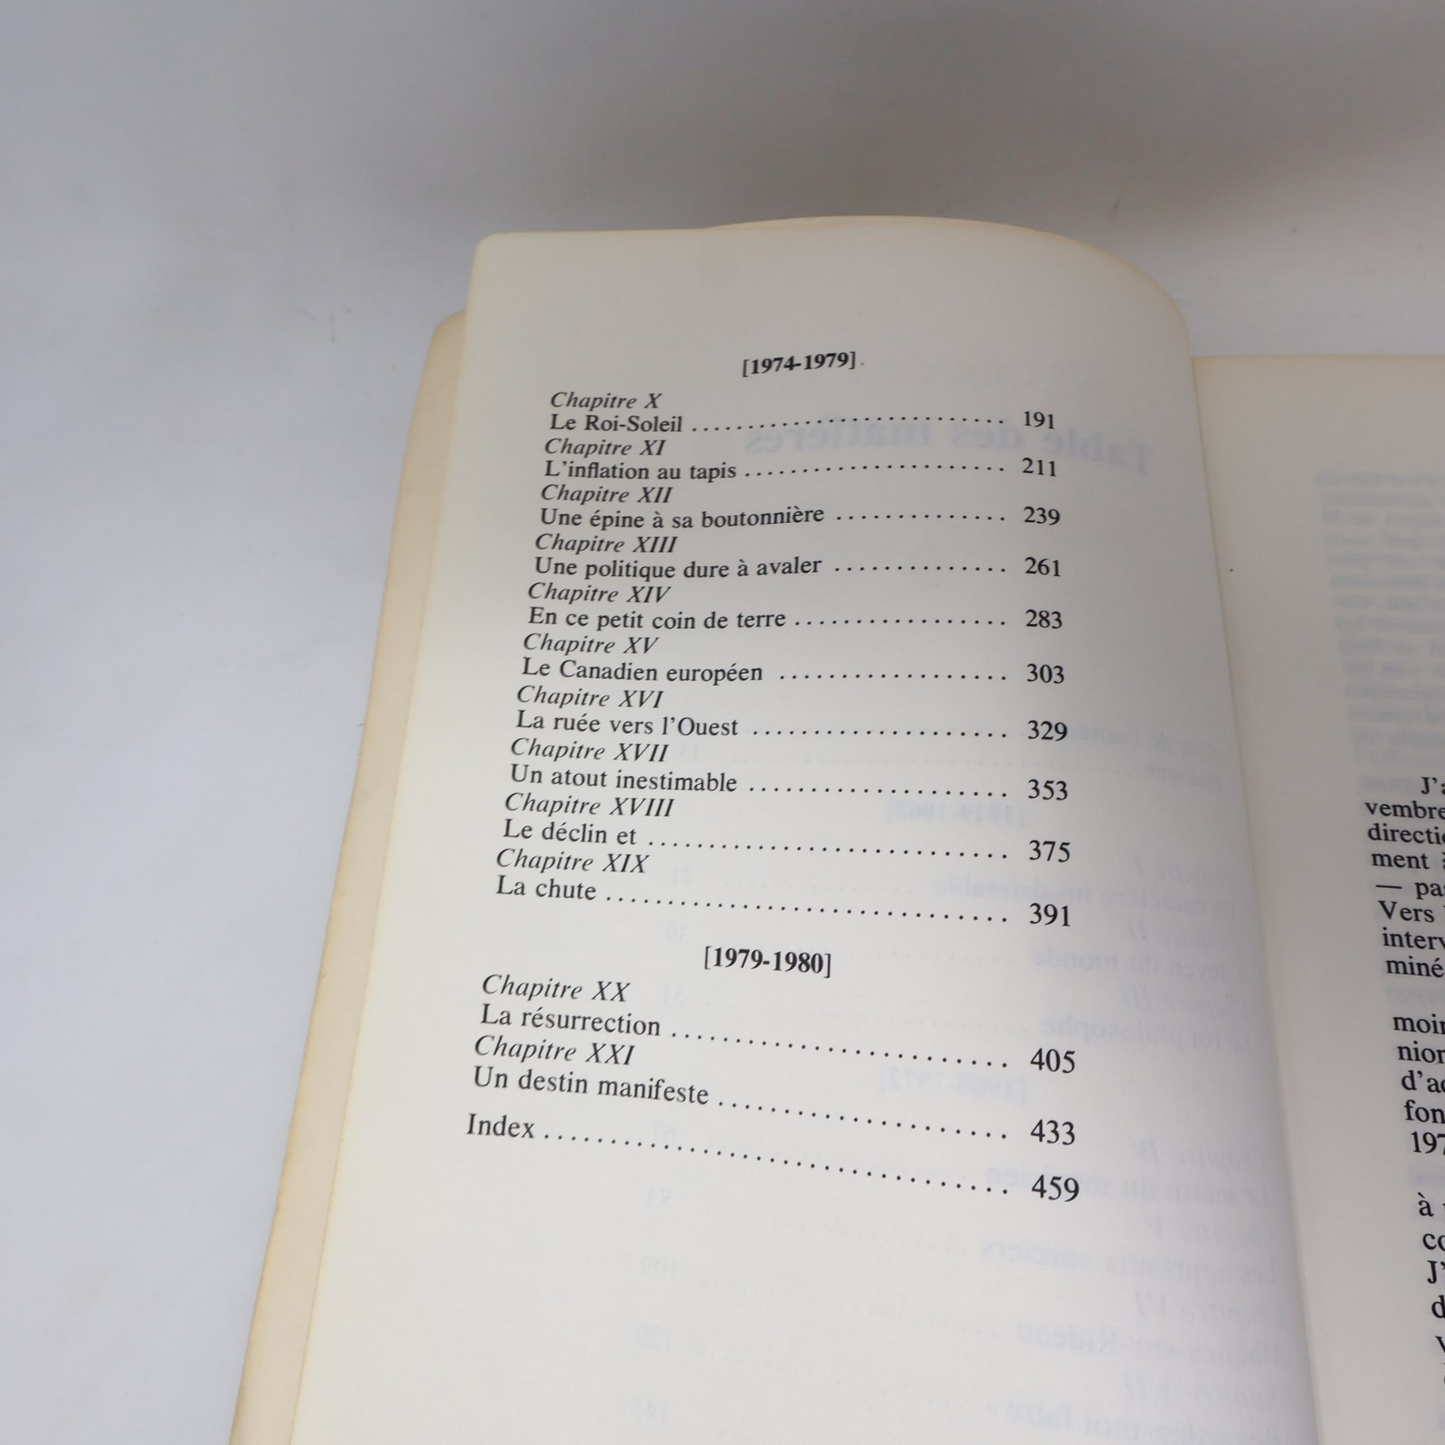 [1974-1979]
Chapitre X
Le Roi-Soleil ............................ 191
Chapitre XI
L'inflation au tapis ....................... 211
Chapitre XII
Une épine à sa boutonnière .............. 239
Chapitre XIII
Une politique dure à avaler .............. 261
Chapitre XIV
En ce petit coin de terre ................. 283
Chapitre XV
Le Canadien européen .................. 303
Chapitre XVI
La ruée vers l'Ouest .................... 329
Chapitre XVII
Un atout inestimable .................... 353
Chapitre XVIII
Le déclin et ............................ 375
Chapitre XIX
La chute ............................... 391
[1979-1980]
Chapitre XX
La résurrection .......................... 405
Chapitre XXI
Un destin manifeste ...................... 433
Index .................................. 459
vembre
ment
—
Vers
à